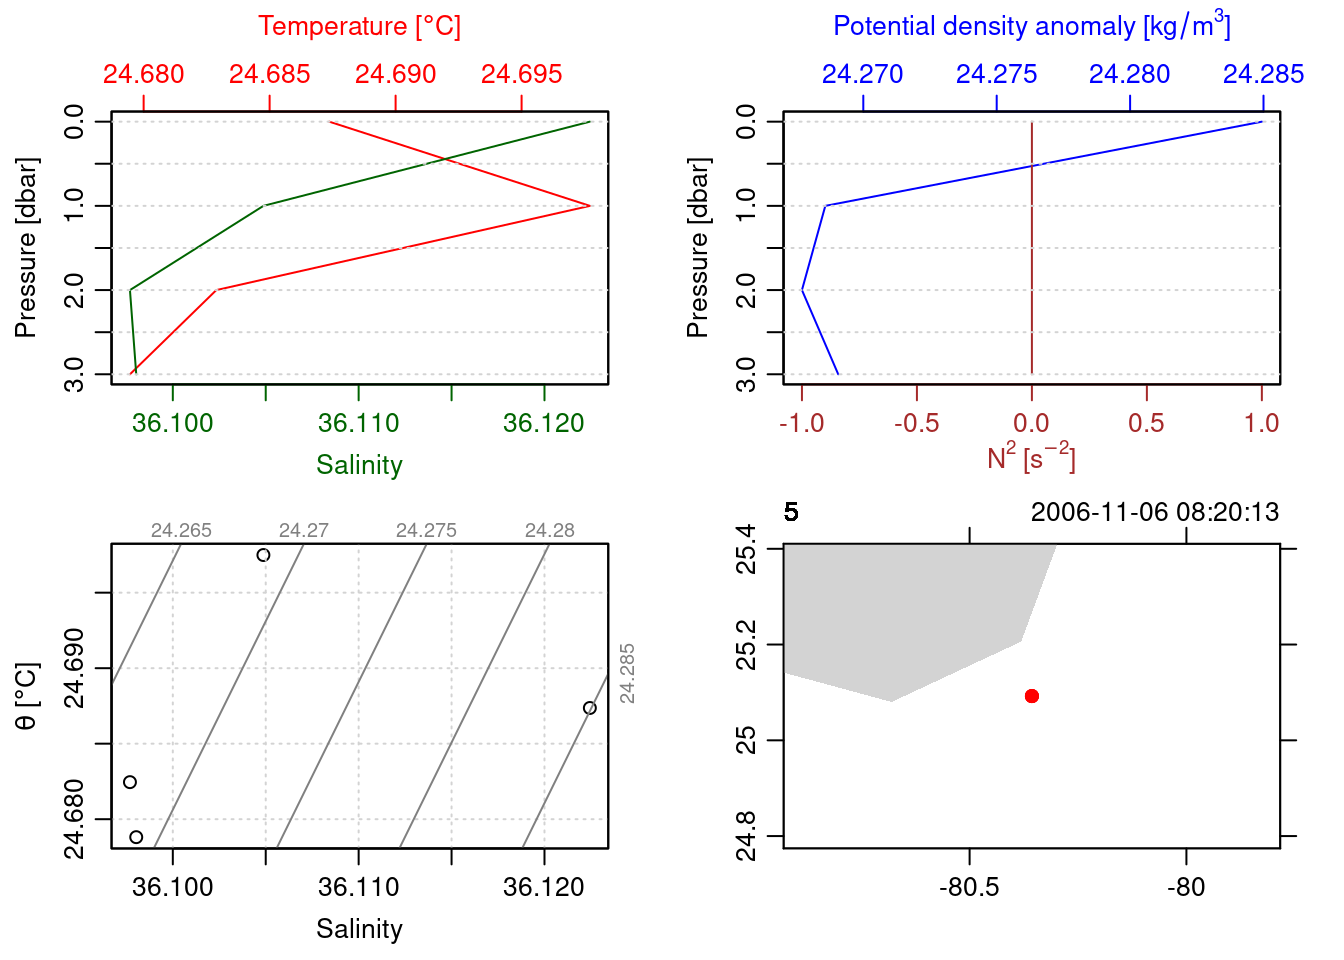 Temperature [°C]
24.680 24.685 24.690 24.695
0.0
1.0
2.0
3.0
Pressure [dbar]
36.100 36.110 36.120
Salinity
Potential density anomaly [kg/m³]
24.270 24.275 24.280 24.285
0.0
1.0
2.0
3.0
Pressure [dbar]
-1.0 -0.5 0.0 0.5 1.0
N² [s⁻²]
24.265 24.27 24.275 24.28
24.285
24.690
24.680
θ [°C]
36.100 36.110 36.120
Salinity
5 2006-11-06 08:20:13
25.4
25.2
25
24.8
-80.5 -80